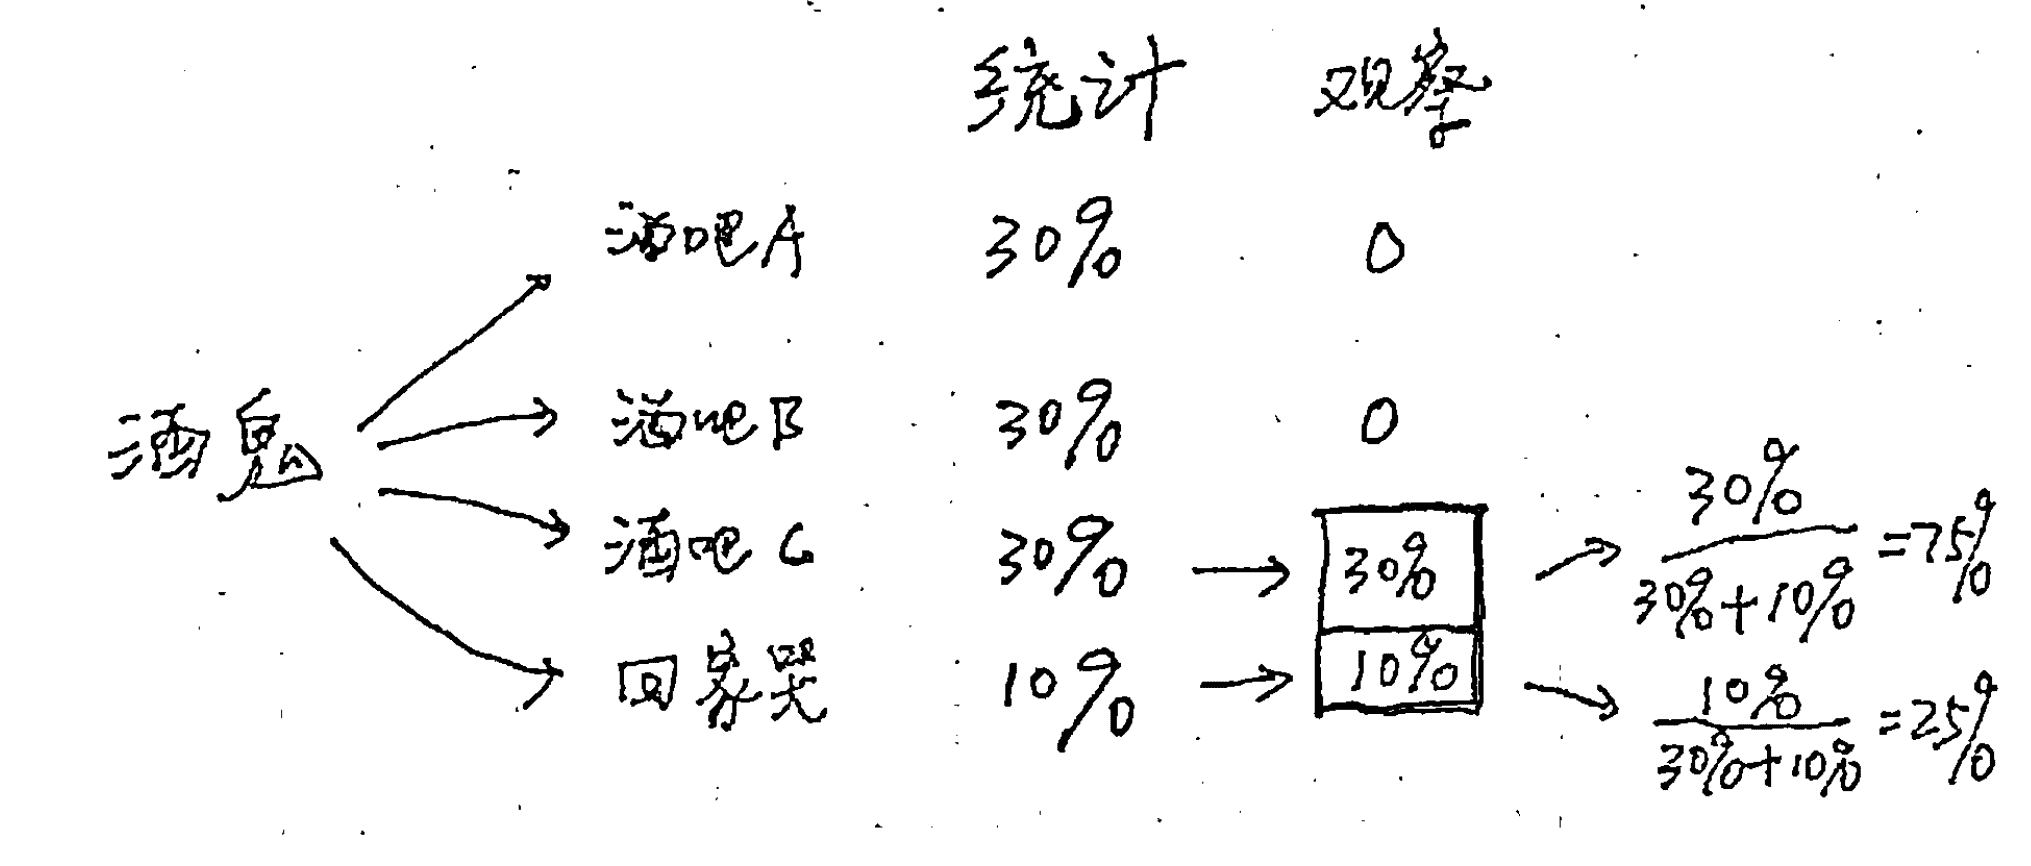 统计 观察
酒吧A 30% 0
酒吧B 30% 0
酒鬼
酒吧C 30% → 30% → 30%/30%+10% =75%
回家哭 10% → 10% → 10%/30%+10% =25%